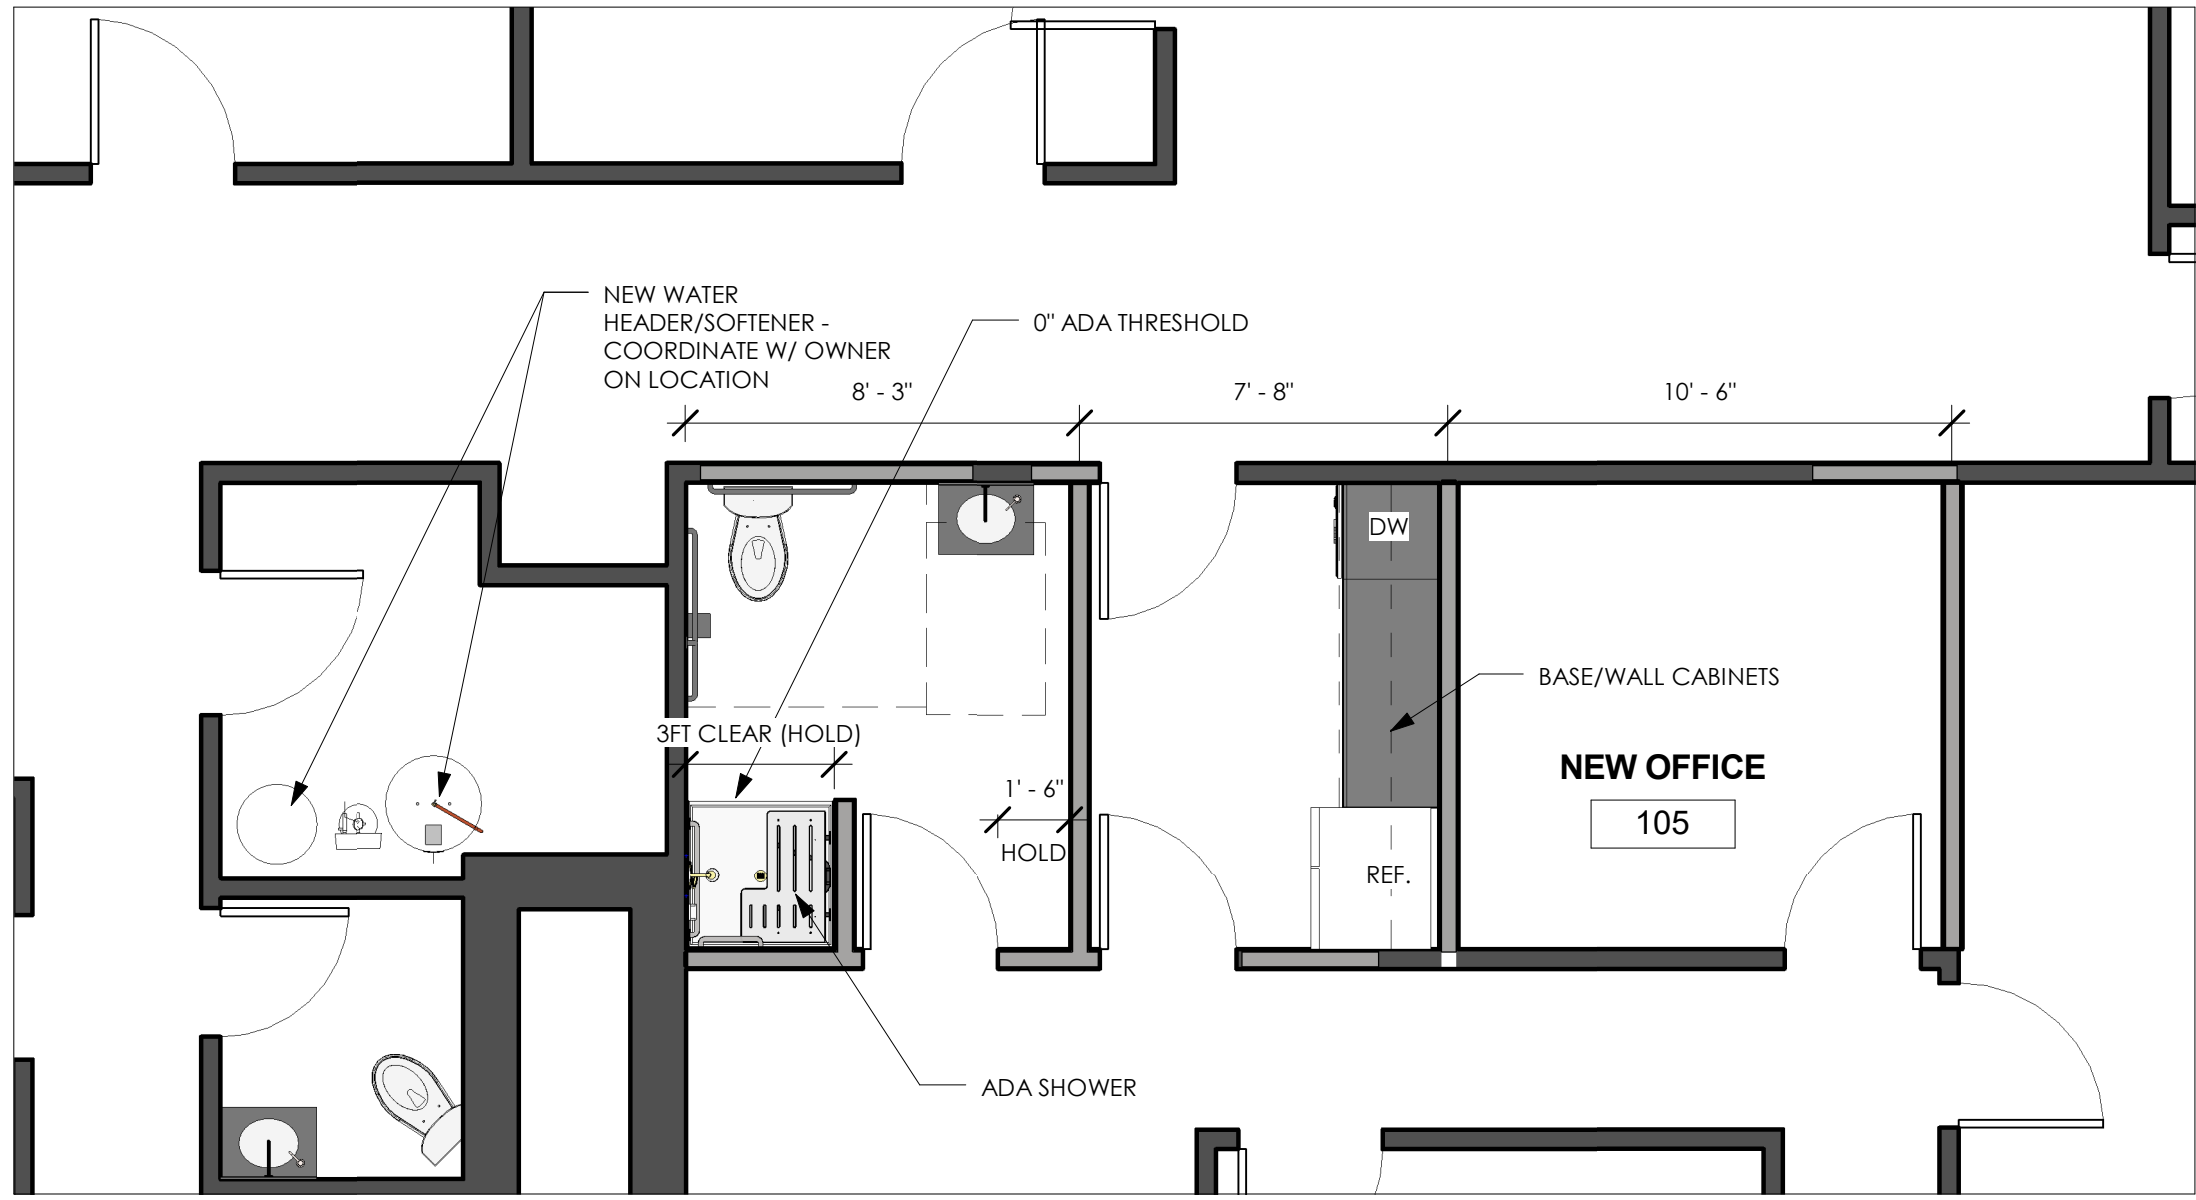 NEW WATER
HEADER/SOFTENER -
COORDINATE W/ OWNER
ON LOCATION
0" ADA THRESHOLD
8' - 3"
7' - 8"
10' - 6"
DW
BASE/WALL CABINETS
3FT CLEAR (HOLD)
NEW OFFICE
105
1' - 6"
HOLD
REF.
ADA SHOWER